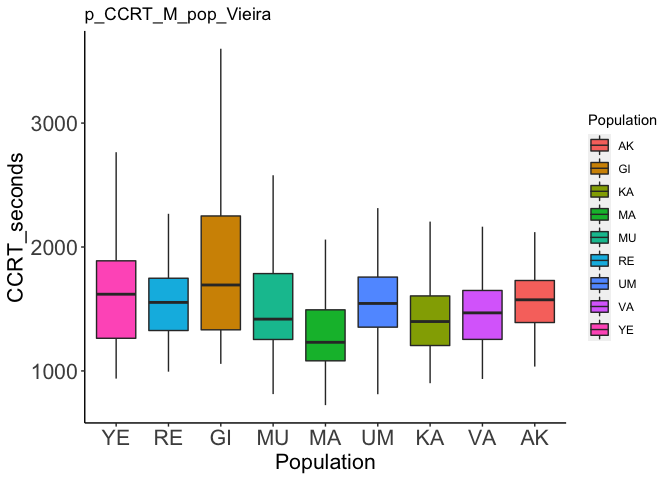 p_CCRT_M_pop_Vieira
CCRT_seconds
3000
2000
1000
YE RE GI MU MA UM KA VA AK
Population
Population
AK
GI
KA
MA
MU
RE
UM
VA
YE